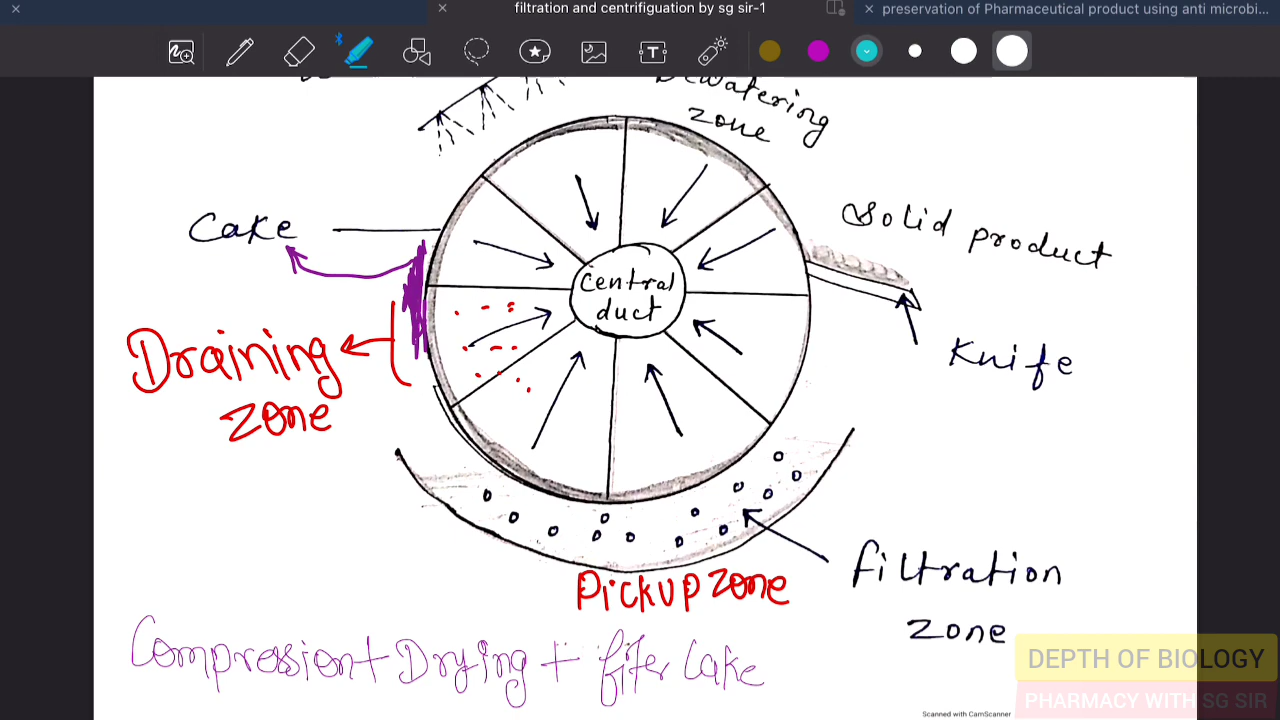 filtration and centrifiguation by sg sir-1
preservation of Pharmaceutical product using anti microbi...
Dewatering
zone
Cake
Solid product
Central
duct
Draining
zone
Knife
Pickup zone
filtration
zone
Compression + Drying + filter Cake
DEPTH OF BIOLOGY
PHARMACY WITH SG SIR
Scanned with CamScanner